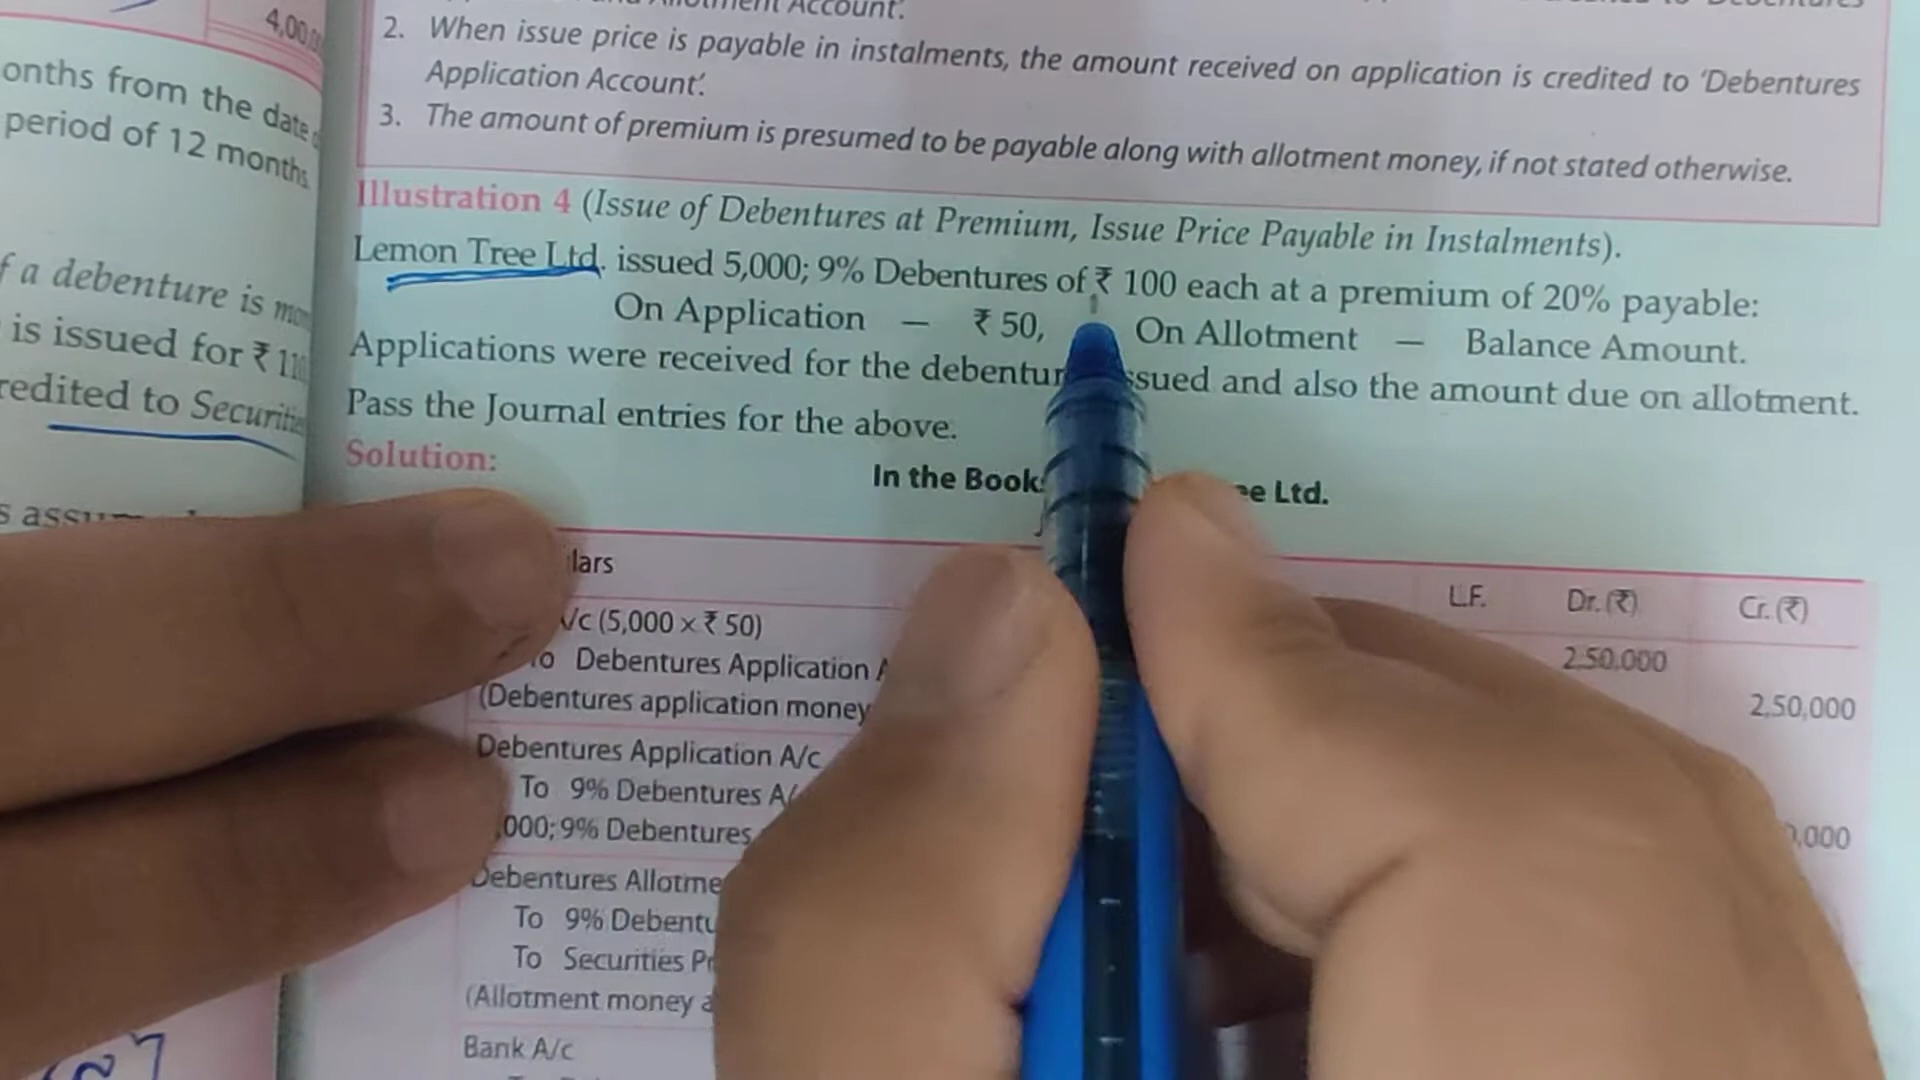 4,00,0
onths from the date
period of 12 months.
f a debenture is
is issued for ₹
redited to Securities
Account'.
2. When issue price is payable in instalments, the amount received on application is credited to 'Debentures
Application Account'.
3. The amount of premium is presumed to be payable along with allotment money, if not stated otherwise.
Illustration 4 (Issue of Debentures at Premium, Issue Price Payable in Instalments).
Lemon Tree Ltd. issued 5,000; 9% Debentures of ₹ 100 each at a premium of 20% payable:
On Application — ₹ 50, On Allotment — Balance Amount.
Applications were received for the debentur ssued and also the amount due on allotment.
Pass the Journal entries for the above.
Solution:
In the Book ee Ltd.
lars L.F. Dr. (₹) Cr. (₹)
/c (5,000 × ₹ 50) 2,50,000
To Debentures Application A 2,50,000
(Debentures application money
Debentures Application A/c
To 9% Debentures A/
,000; 9% Debentures ,000
Debentures Allotme
To 9% Debentu
To Securities Pr
(Allotment money a
Bank A/c